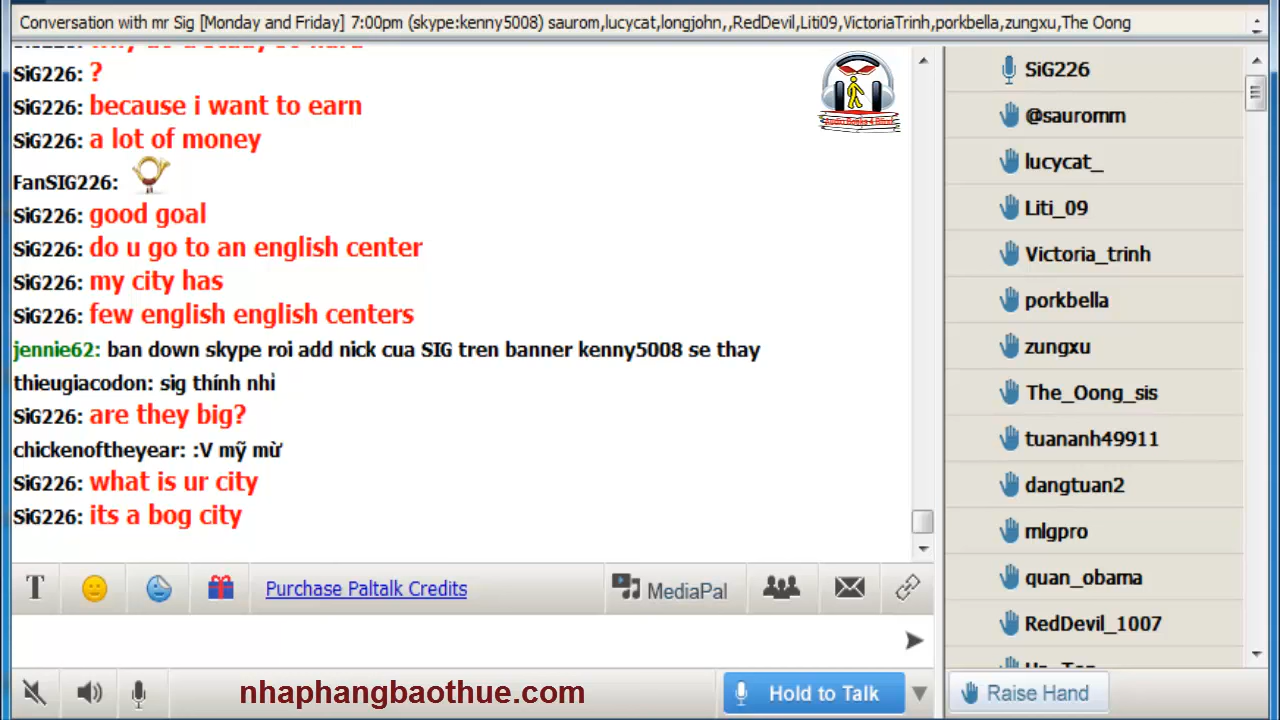 Conversation with mr Sig [Monday and Friday] 7:00pm (skype:kenny5008) saurom,lucycat,longjohn,,RedDevil,Liti09,VictoriaTrinh,porkbella,zungxu,The Oong
SiG226: ?
SiG226: because i want to earn
SiG226: a lot of money
FanSIG226:
SiG226: good goal
SiG226: do u go to an english center
SiG226: my city has
SiG226: few english english centers
jennie62: ban down skype roi add nick cua SIG tren banner kenny5008 se thay
thieugiacodon: sig thính nhỉ
SiG226: are they big?
chickenoftheyear: :V mỹ mừ
SiG226: what is ur city
SiG226: its a bog city
T
Purchase Paltalk Credits
MediaPal
nhaphangbaothue.com
Hold to Talk
SiG226
@sauromm
lucycat_
Liti_09
Victoria_trinh
porkbella
zungxu
The_Oong_sis
tuananh49911
dangtuan2
mlgpro
quan_obama
RedDevil_1007
Raise Hand